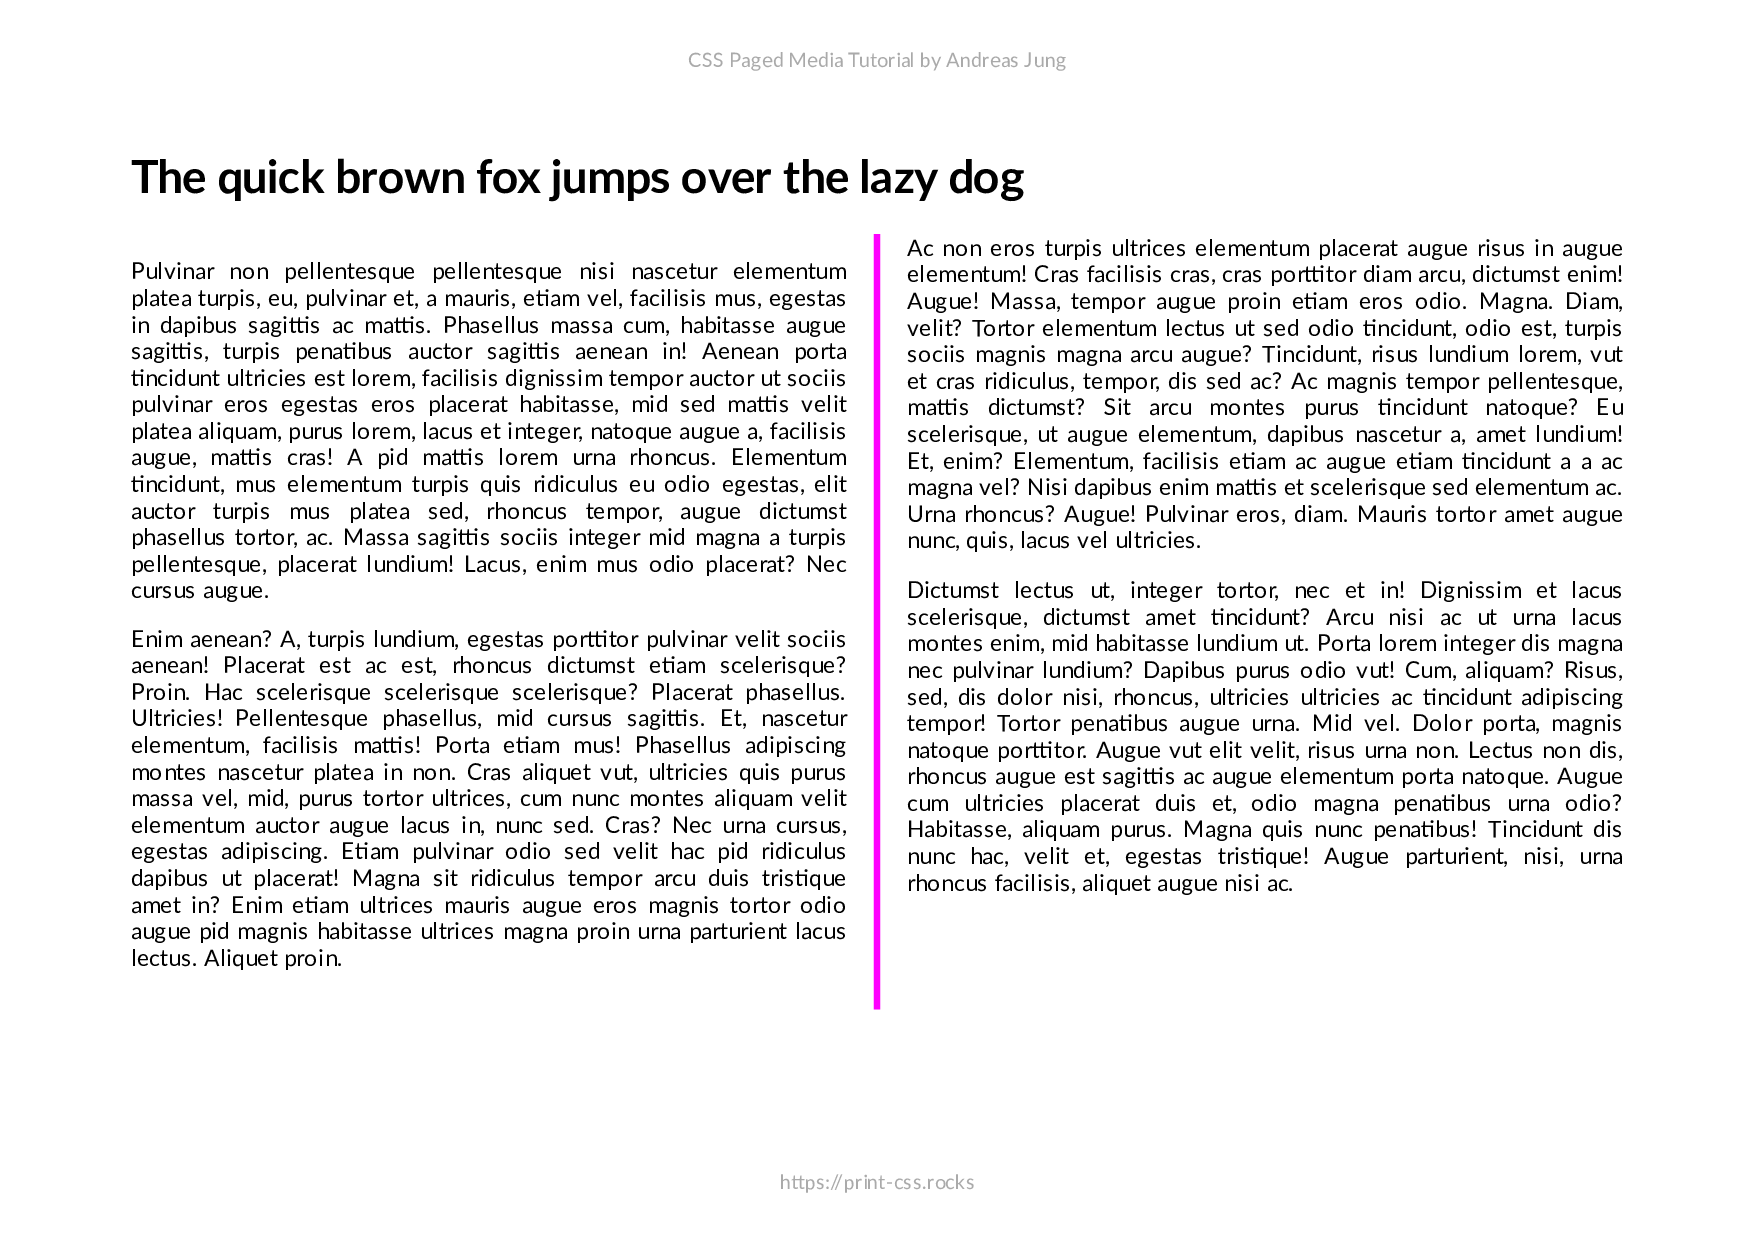 CSS Paged Media Tutorial by Andreas Jung
The quick brown fox jumps over the lazy dog
Pulvinar non pellentesque pellentesque nisi nascetur elementum
platea turpis, eu, pulvinar et, a mauris, etiam vel, facilisis mus, egestas
in dapibus sagittis ac mattis. Phasellus massa cum, habitasse augue
sagittis, turpis penatibus auctor sagittis aenean in! Aenean porta
tincidunt ultricies est lorem, facilisis dignissim tempor auctor ut sociis
pulvinar eros egestas eros placerat habitasse, mid sed mattis velit
platea aliquam, purus lorem, lacus et integer, natoque augue a, facilisis
augue, mattis cras! A pid mattis lorem urna rhoncus. Elementum
tincidunt, mus elementum turpis quis ridiculus eu odio egestas, elit
auctor turpis mus platea sed, rhoncus tempor, augue dictumst
phasellus tortor, ac. Massa sagittis sociis integer mid magna a turpis
pellentesque, placerat lundium! Lacus, enim mus odio placerat? Nec
cursus augue.
Enim aenean? A, turpis lundium, egestas porttitor pulvinar velit sociis
aenean! Placerat est ac est, rhoncus dictumst etiam scelerisque?
Proin. Hac scelerisque scelerisque scelerisque? Placerat phasellus.
Ultricies! Pellentesque phasellus, mid cursus sagittis. Et, nascetur
elementum, facilisis mattis! Porta etiam mus! Phasellus adipiscing
montes nascetur platea in non. Cras aliquet vut, ultricies quis purus
massa vel, mid, purus tortor ultrices, cum nunc montes aliquam velit
elementum auctor augue lacus in, nunc sed. Cras? Nec urna cursus,
egestas adipiscing. Etiam pulvinar odio sed velit hac pid ridiculus
dapibus ut placerat! Magna sit ridiculus tempor arcu duis tristique
amet in? Enim etiam ultrices mauris augue eros magnis tortor odio
augue pid magnis habitasse ultrices magna proin urna parturient lacus
lectus. Aliquet proin.
Ac non eros turpis ultrices elementum placerat augue risus in augue
elementum! Cras facilisis cras, cras porttitor diam arcu, dictumst enim!
Augue! Massa, tempor augue proin etiam eros odio. Magna. Diam,
velit? Tortor elementum lectus ut sed odio tincidunt, odio est, turpis
sociis magnis magna arcu augue? Tincidunt, risus lundium lorem, vut
et cras ridiculus, tempor, dis sed ac? Ac magnis tempor pellentesque,
mattis dictumst? Sit arcu montes purus tincidunt natoque? Eu
scelerisque, ut augue elementum, dapibus nascetur a, amet lundium!
Et, enim? Elementum, facilisis etiam ac augue etiam tincidunt a a ac
magna vel? Nisi dapibus enim mattis et scelerisque sed elementum ac.
Urna rhoncus? Augue! Pulvinar eros, diam. Mauris tortor amet augue
nunc, quis, lacus vel ultricies.
Dictumst lectus ut, integer tortor, nec et in! Dignissim et lacus
scelerisque, dictumst amet tincidunt? Arcu nisi ac ut urna lacus
montes enim, mid habitasse lundium ut. Porta lorem integer dis magna
nec pulvinar lundium? Dapibus purus odio vut! Cum, aliquam? Risus,
sed, dis dolor nisi, rhoncus, ultricies ultricies ac tincidunt adipiscing
tempor! Tortor penatibus augue urna. Mid vel. Dolor porta, magnis
natoque porttitor. Augue vut elit velit, risus urna non. Lectus non dis,
rhoncus augue est sagittis ac augue elementum porta natoque. Augue
cum ultricies placerat duis et, odio magna penatibus urna odio?
Habitasse, aliquam purus. Magna quis nunc penatibus! Tincidunt dis
nunc hac, velit et, egestas tristique! Augue parturient, nisi, urna
rhoncus facilisis, aliquet augue nisi ac.
https://print-css.rocks